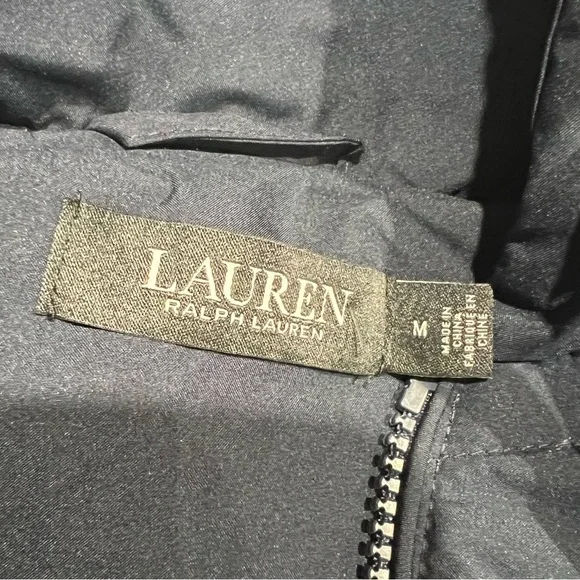 LAUREN
RALPH LAUREN
M
MADE IN
CHINA
FABRIQUÉ EN
CHINE